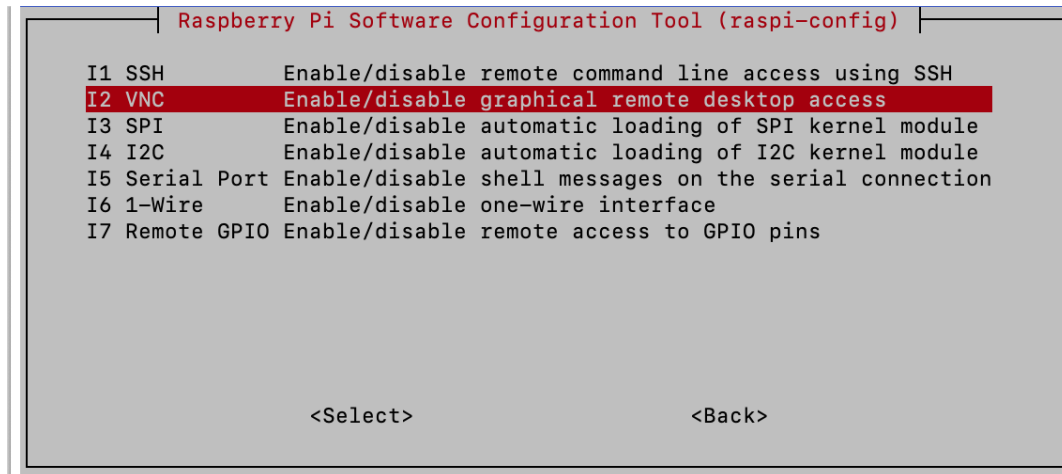 Raspberry Pi Software Configuration Tool (raspi-config)
I1 SSH Enable/disable remote command line access using SSH
I2 VNC Enable/disable graphical remote desktop access
I3 SPI Enable/disable automatic loading of SPI kernel module
I4 I2C Enable/disable automatic loading of I2C kernel module
I5 Serial Port Enable/disable shell messages on the serial connection
I6 1-Wire Enable/disable one-wire interface
I7 Remote GPIO Enable/disable remote access to GPIO pins
<Select> <Back>